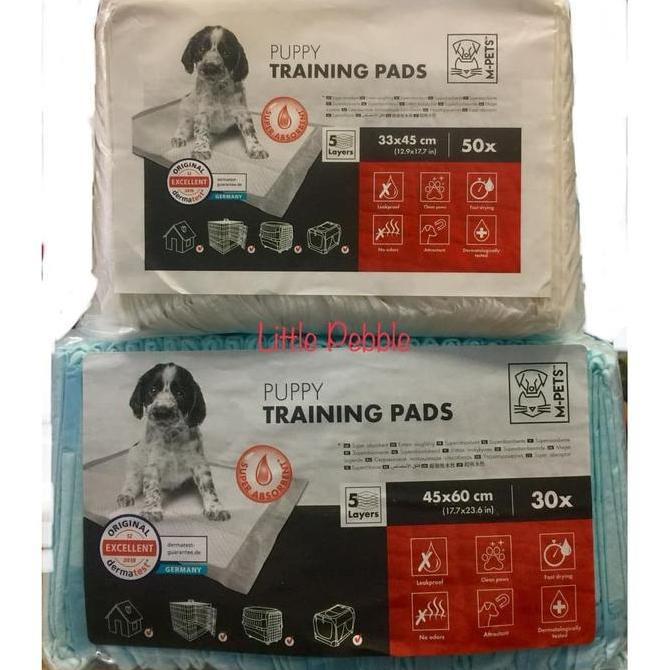 PUPPY
TRAINING PADS
M-PETS
SUPER ABSORBENT
5
Layers
33x45 cm
(12.9x17.7 in)
50x
ORIGINAL
EXCELLENT
dermatest
dermatest-
guarantee.de
GERMANY
Leakproof
Clean paws
Fast drying
No odors
Attractant
Dermatologically
tested
Little Pebble
PUPPY
TRAINING PADS
M-PETS
SUPER ABSORBENT
5
Layers
45x60 cm
(17.7x23.6 in)
30x
ORIGINAL
EXCELLENT
dermatest
dermatest-
guarantee.de
GERMANY
Leakproof
Clean paws
Fast drying
No odors
Attractant
Dermatologically
tested